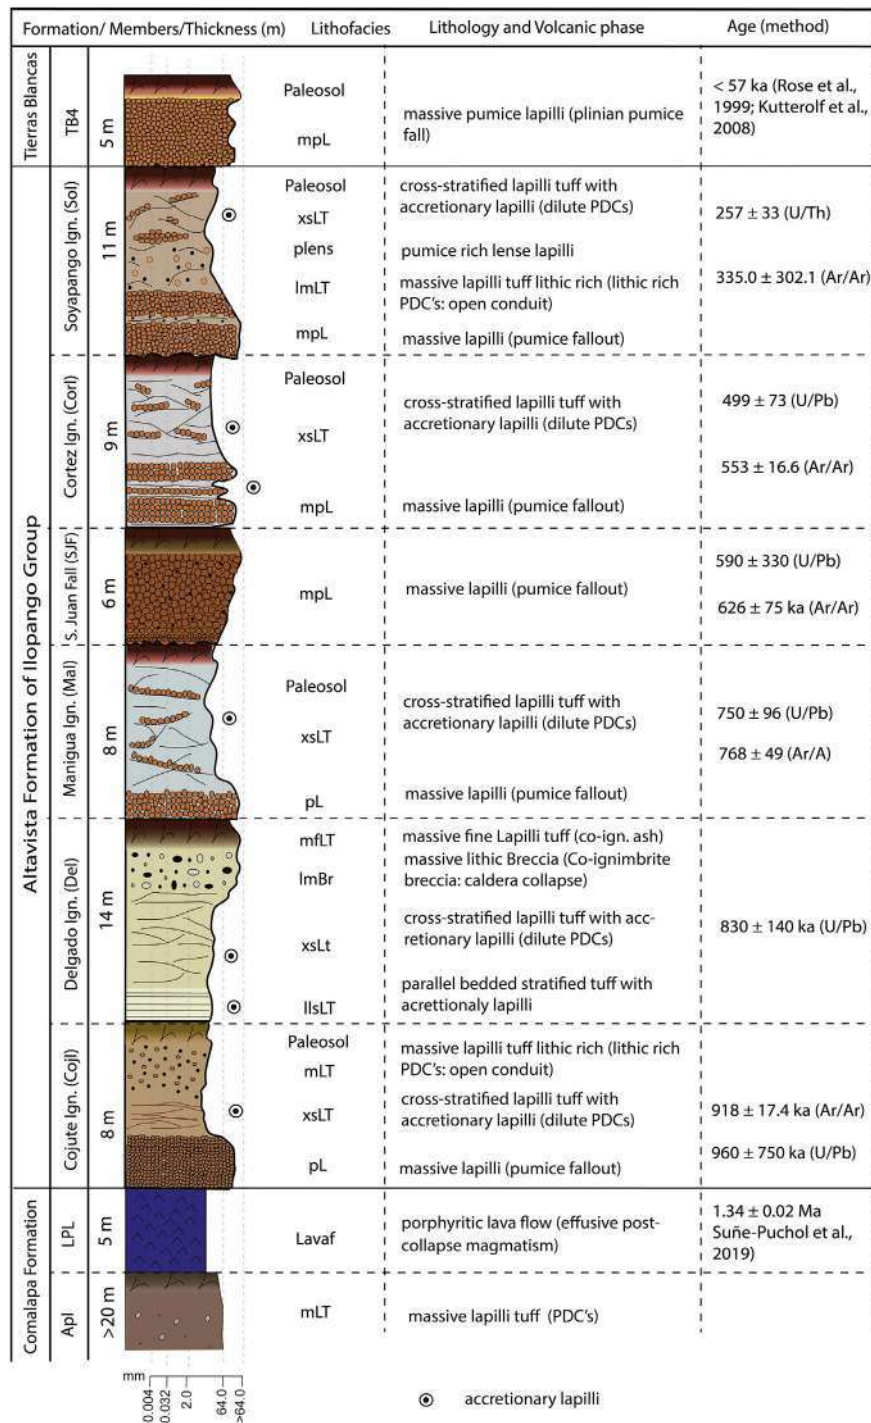 Formation/ Members/Thickness (m) Lithofacies Lithology and Volcanic phase Age (method)
Tierras Blancas
TB4
5 m
Paleosol
mpL
massive pumice lapilli (plinian pumice
fall)
< 57 ka (Rose et al.,
1999; Kutterolf et al.,
2008)
Altavista Formation of Ilopango Group
Soyapango Ign. (SoI)
11 m
Paleosol
xsLT
plens
lmLT
mpL
cross-stratified lapilli tuff with
accretionary lapilli (dilute PDCs)
pumice rich lense lapilli
massive lapilli tuff lithic rich (lithic rich
PDC's: open conduit)
massive lapilli (pumice fallout)
257 ± 33 (U/Th)
335.0 ± 302.1 (Ar/Ar)
Cortez Ign. (CorI)
9 m
Paleosol
xsLT
mpL
cross-stratified lapilli tuff with
accretionary lapilli (dilute PDCs)
massive lapilli (pumice fallout)
499 ± 73 (U/Pb)
553 ± 16.6 (Ar/Ar)
S. Juan Fall (SJF)
6 m
mpL
massive lapilli (pumice fallout)
590 ± 330 (U/Pb)
626 ± 75 ka (Ar/Ar)
Manigua Ign. (MaI)
8 m
Paleosol
xsLT
pL
cross-stratified lapilli tuff with
accretionary lapilli (dilute PDCs)
massive lapilli (pumice fallout)
750 ± 96 (U/Pb)
768 ± 49 (Ar/A)
Delgado Ign. (DeI)
14 m
mfLT
lmBr
xsLt
llsLT
massive fine Lapilli tuff (co-ign. ash)
massive lithic Breccia (Co-ignimbrite
breccia: caldera collapse)
cross-stratified lapilli tuff with acc-
retionary lapilli (dilute PDCs)
parallel bedded stratified tuff with
acrettionaly lapilli
830 ± 140 ka (U/Pb)
Cojute Ign. (CojI)
8 m
Paleosol
mLT
xsLT
pL
massive lapilli tuff lithic rich (lithic rich
PDC's: open conduit)
cross-stratified lapilli tuff with
accretionary lapilli (dilute PDCs)
massive lapilli (pumice fallout)
918 ± 17.4 ka (Ar/Ar)
960 ± 750 ka (U/Pb)
Comalapa Formation
LPL
5 m
Lavaf
porphyritic lava flow (effusive post-
collapse magmatism)
1.34 ± 0.02 Ma
Suñe-Puchol et al.,
2019)
ApI
>20 m
mLT
massive lapilli tuff (PDC's)
mm
0.004
0.032
2.0
64.0
>64.0
accretionary lapilli